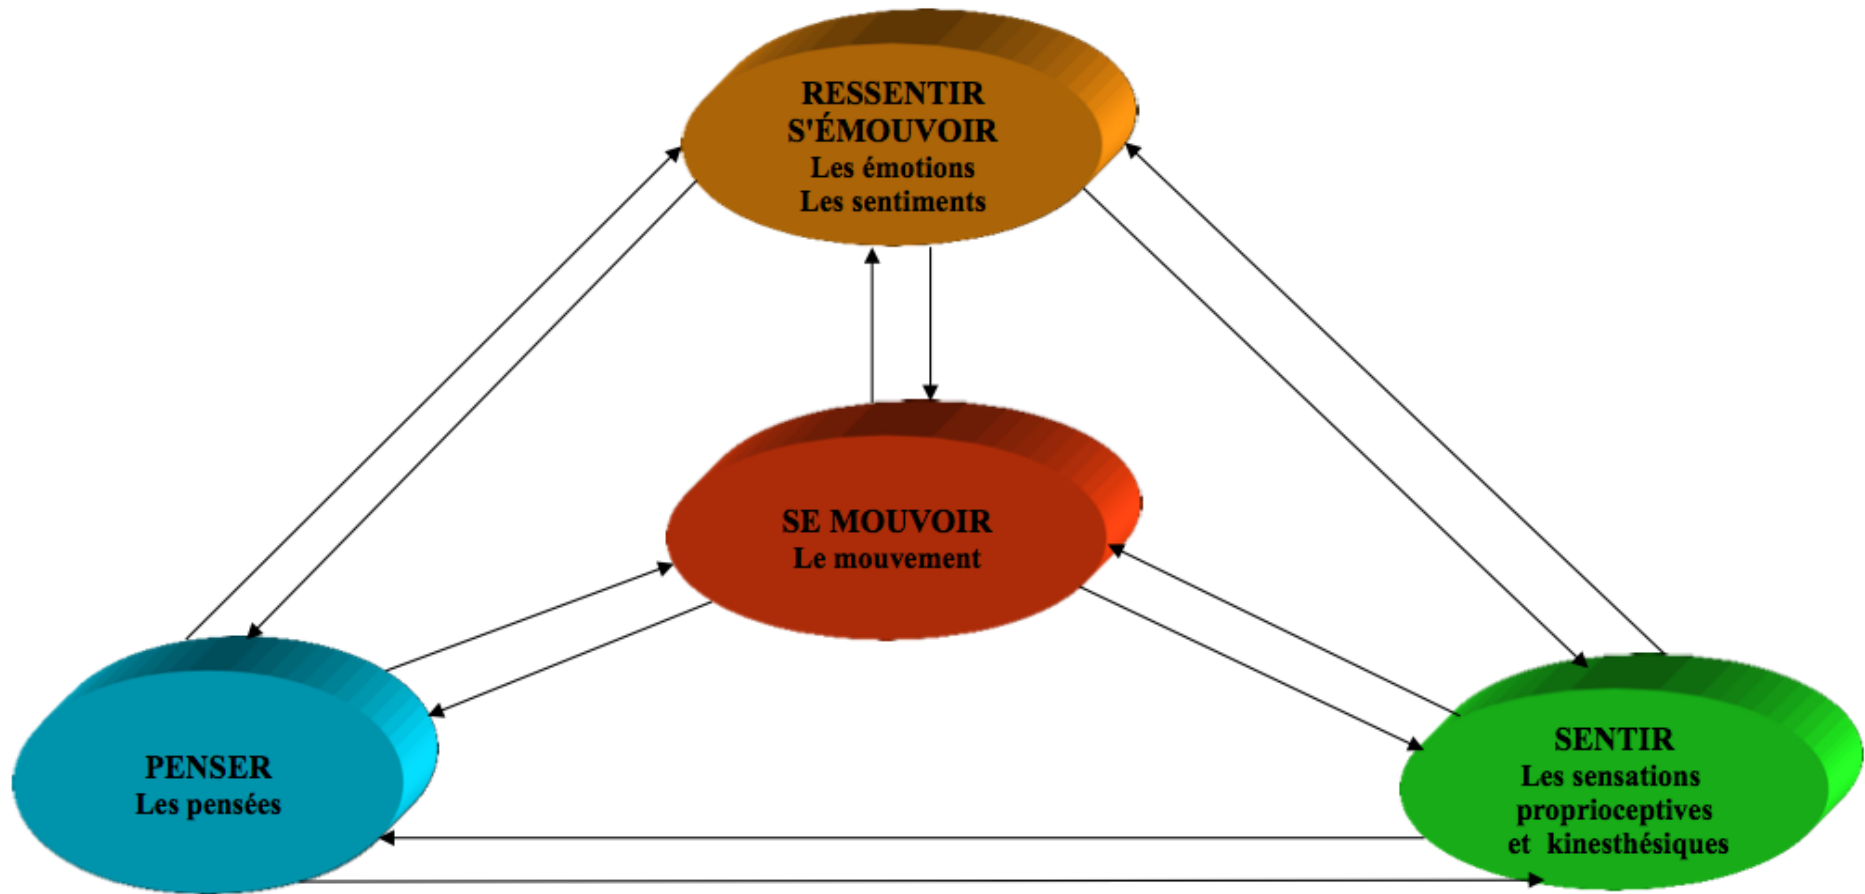 RESSENTIR
S'ÉMOUVOIR
Les émotions
Les sentiments
SE MOUVOIR
Le mouvement
PENSER
Les pensées
SENTIR
Les sensations
proprioceptives
et kinesthésiques